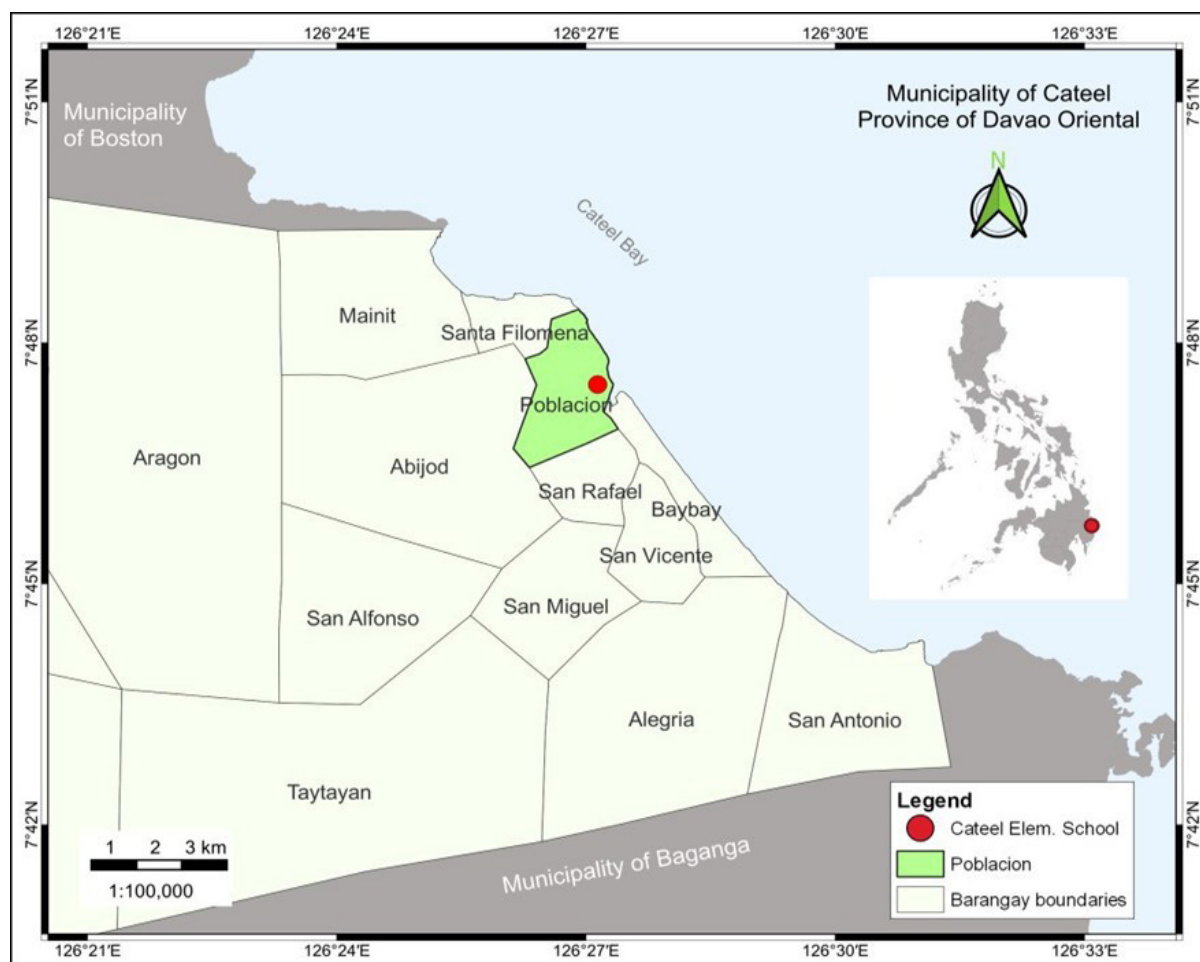 126°21'E 126°24'E 126°27'E 126°30'E 126°33'E
7°51'N
7°51'N
Municipality
of Boston
Municipality of Cateel
Province of Davao Oriental
N
Cateel Bay
Mainit
Santa Filomena
7°48'N
7°48'N
Poblacion
Aragon
Abijod
San Rafael
Baybay
San Vicente
7°45'N
7°45'N
San Miguel
San Alfonso
Alegria
San Antonio
Taytayan
7°42'N
7°42'N
Legend
Cateel Elem. School
Poblacion
Barangay boundaries
1 2 3 km
1:100,000
Municipality of Baganga
126°21'E 126°24'E 126°27'E 126°30'E 126°33'E